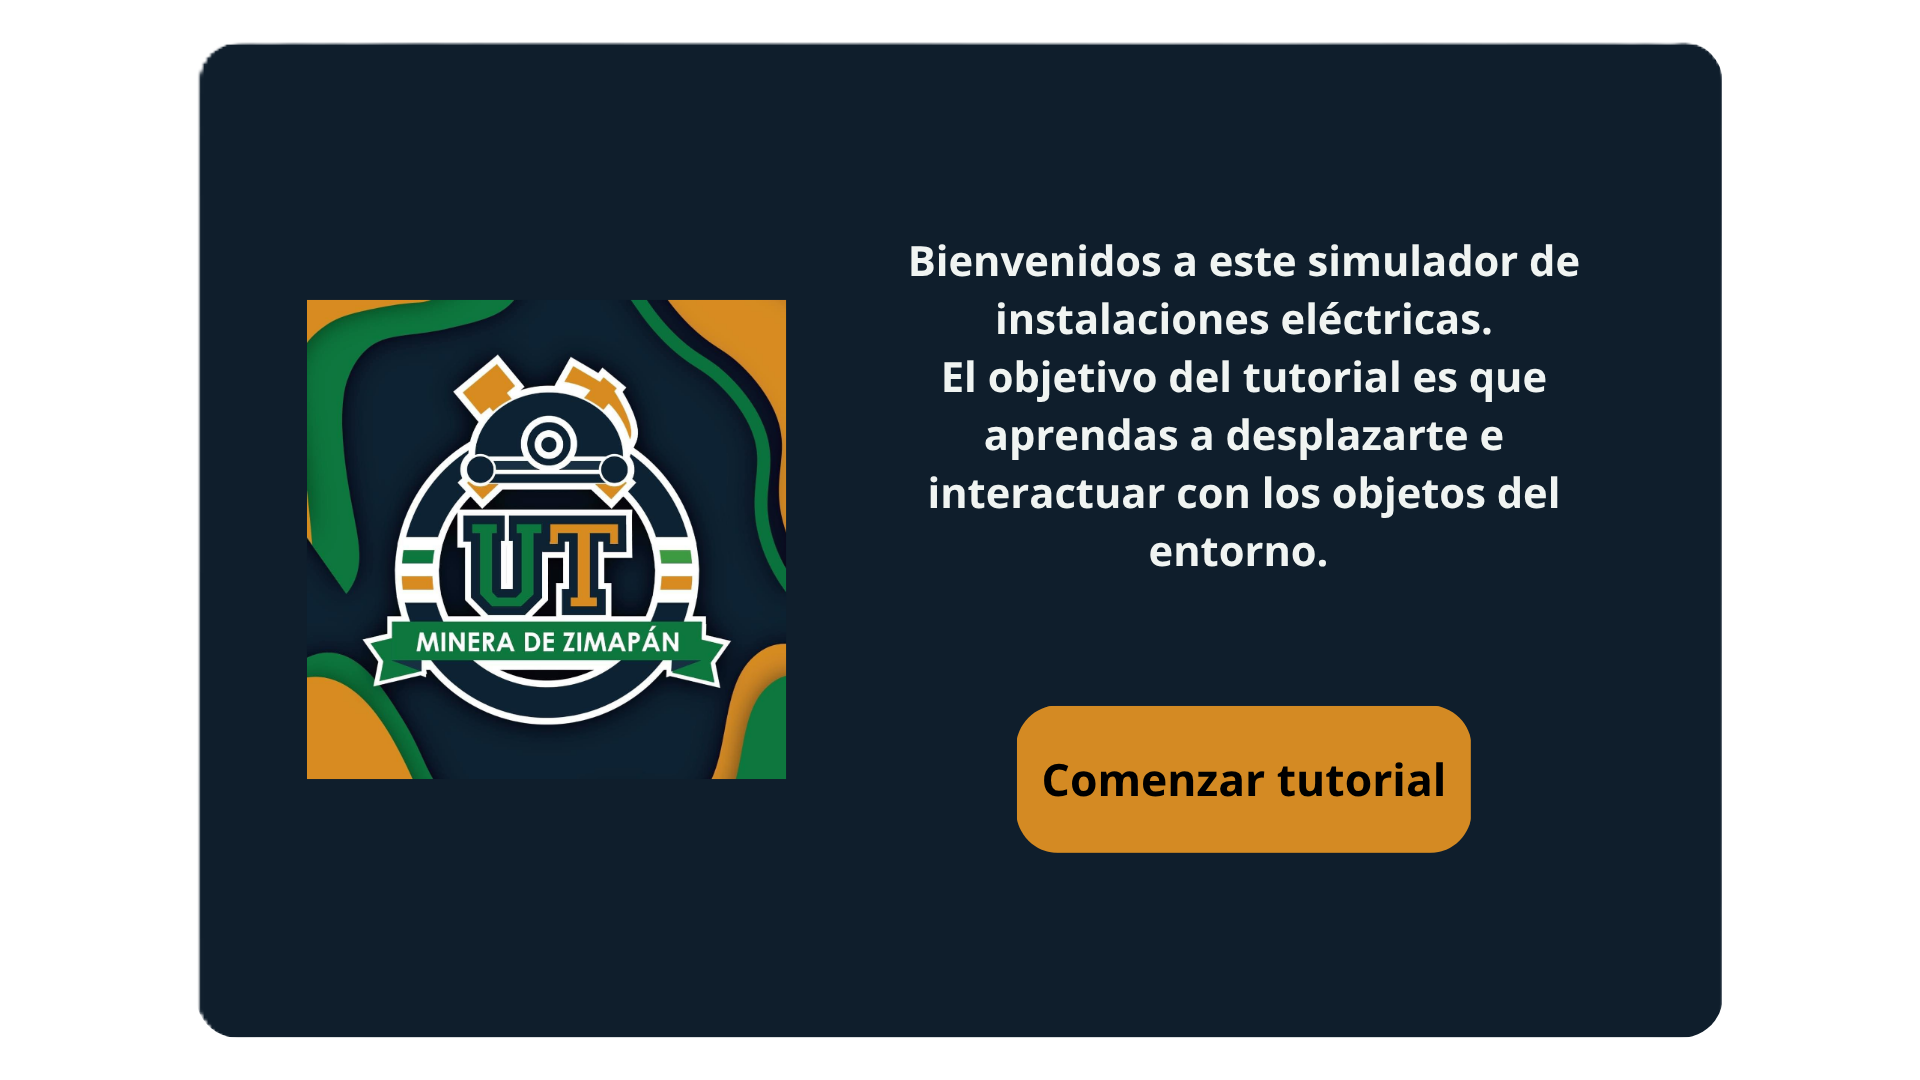 UT
MINERA DE ZIMAPÁN
Bienvenidos a este simulador de
instalaciones eléctricas.
El objetivo del tutorial es que
aprendas a desplazarte e
interactuar con los objetos del
entorno.
Comenzar tutorial